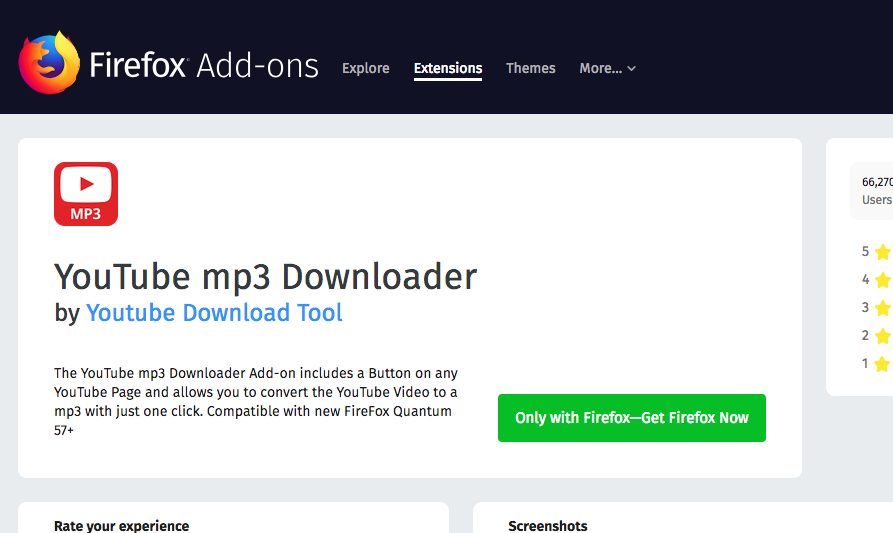 Firefox Add-ons Explore Extensions Themes More...
66,270
Users
MP3
YouTube mp3 Downloader
by Youtube Download Tool
5
4
3
2
1
The YouTube mp3 Downloader Add-on includes a Button on any
YouTube Page and allows you to convert the YouTube Video to a
mp3 with just one click. Compatible with new FireFox Quantum
57+
Only with Firefox—Get Firefox Now
Rate your experience
Screenshots